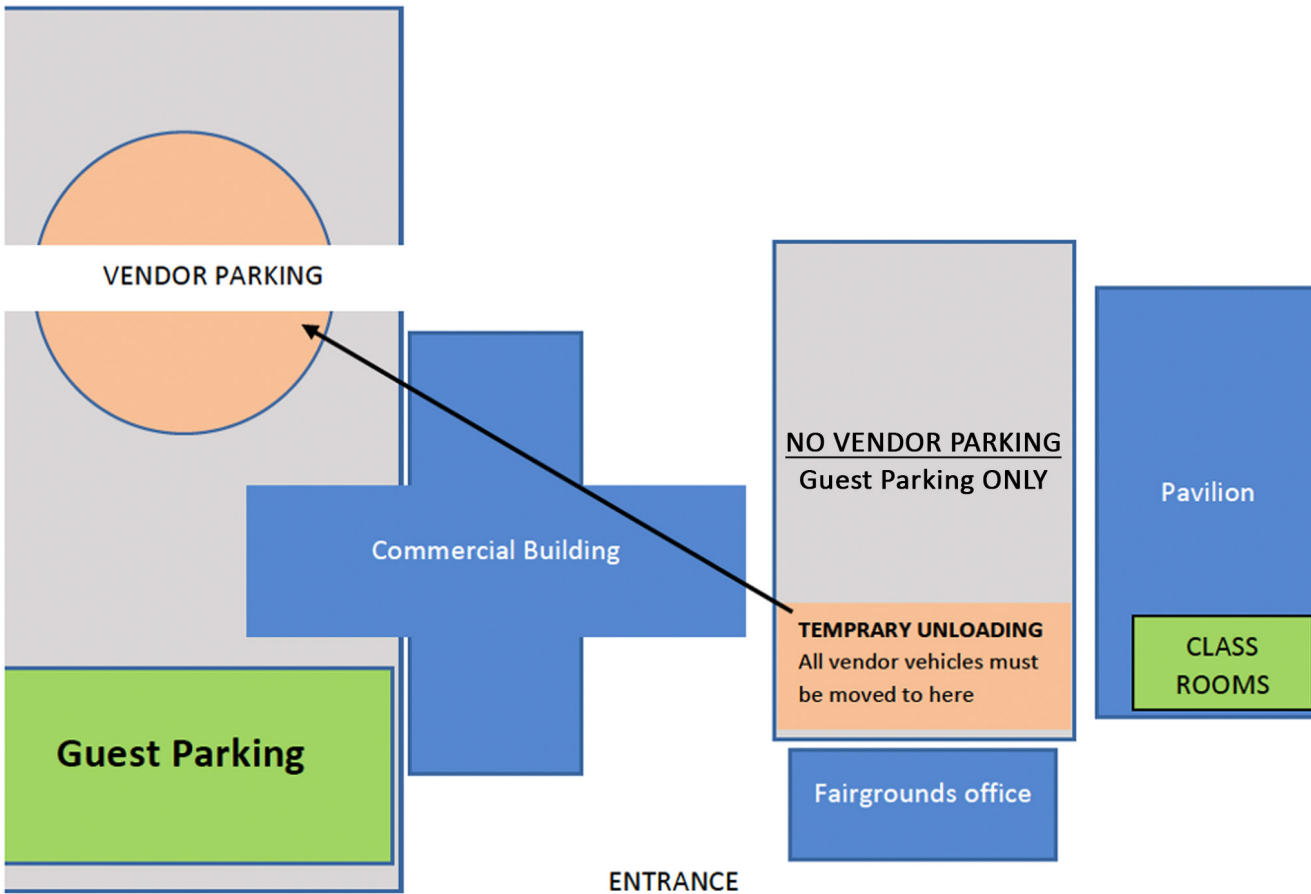 VENDOR PARKING
NO VENDOR PARKING
Guest Parking ONLY
Pavilion
Commercial Building
TEMPRARY UNLOADING
All vendor vehicles must
be moved to here
CLASS
ROOMS
Guest Parking
Fairgrounds office
ENTRANCE